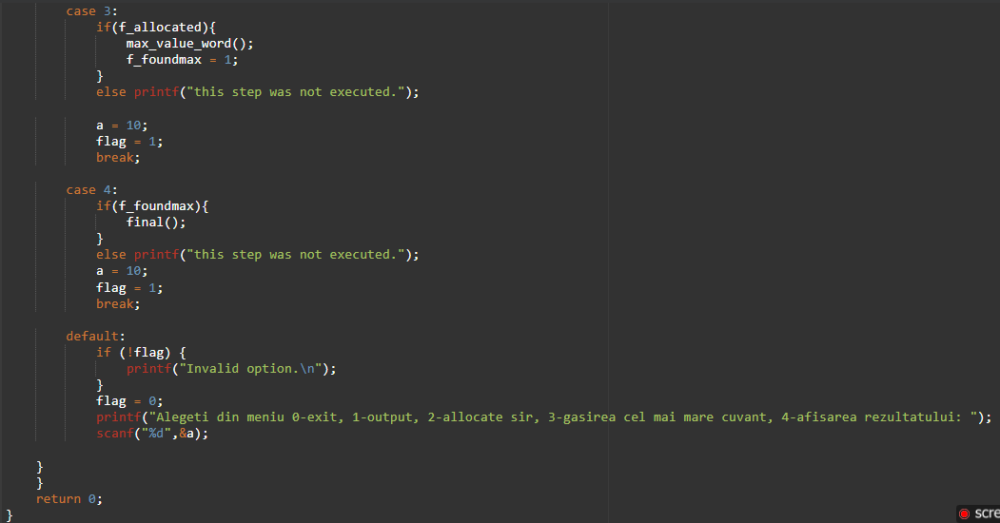 case 3:
if(f_allocated){
max_value_word();
f_foundmax = 1;
}
else printf("this step was not executed.");
a = 10;
flag = 1;
break;
case 4:
if(f_foundmax){
final();
}
else printf("this step was not executed.");
a = 10;
flag = 1;
break;
default:
if (!flag) {
printf("Invalid option.\n");
}
flag = 0;
printf("Alegeti din meniu 0-exit, 1-output, 2-allocate sir, 3-gasirea cel mai mare cuvant, 4-afisarea rezultatului: ");
scanf("%d",&a);
}
}
return 0;
}
scre